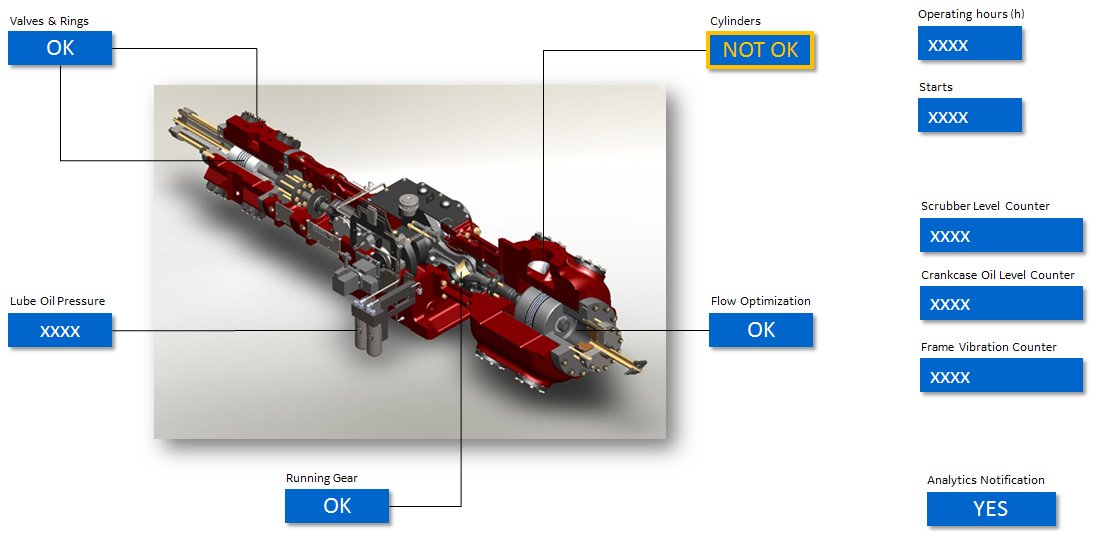 Valves & Rings
OK
Cylinders
NOT OK
Operating hours (h)
XXXX
Starts
XXXX
Scrubber Level Counter
XXXX
Crankcase Oil Level Counter
XXXX
Frame Vibration Counter
XXXX
Lube Oil Pressure
XXXX
Flow Optimization
OK
Running Gear
OK
Analytics Notification
YES